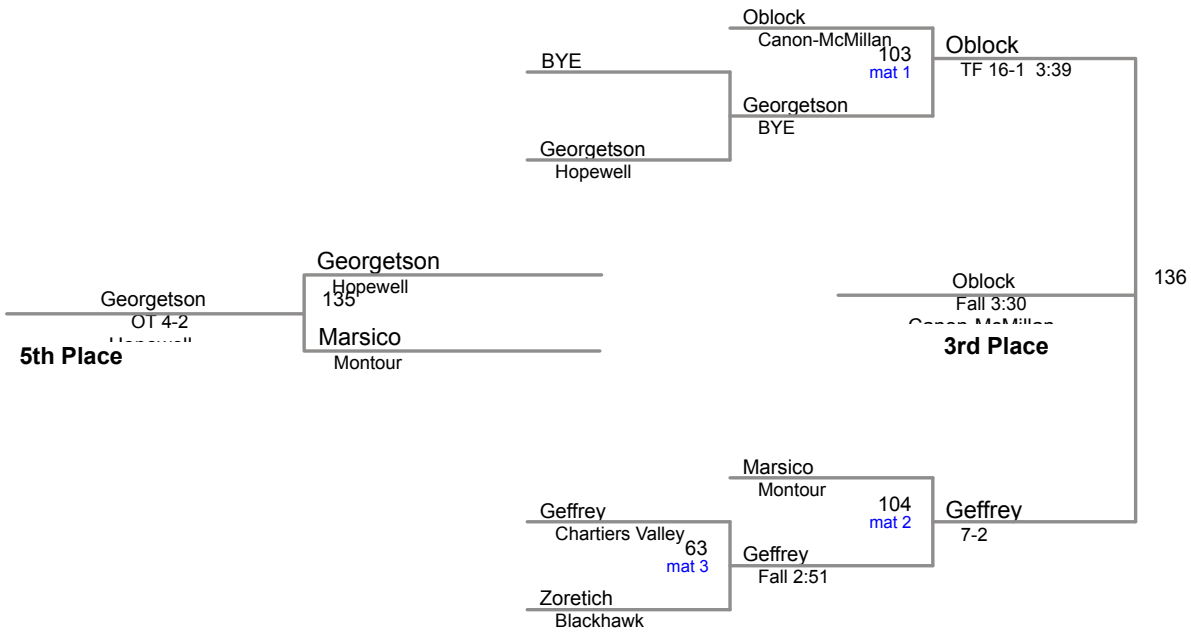 Oblock
Canon-McMillan
103
mat 1
Oblock
TF 16-1 3:39
BYE
Georgetson
BYE
Georgetson
Hopewell
Georgetson
Hopewell
135
Georgetson
OT 4-2
5th Place
Marsico
Montour
136
Oblock
Fall 3:30
3rd Place
Marsico
Montour
104
mat 2
Geffrey
7-2
Geffrey
Chartiers Valley
63
mat 3
Geffrey
Fall 2:51
Zoretich
Blackhawk